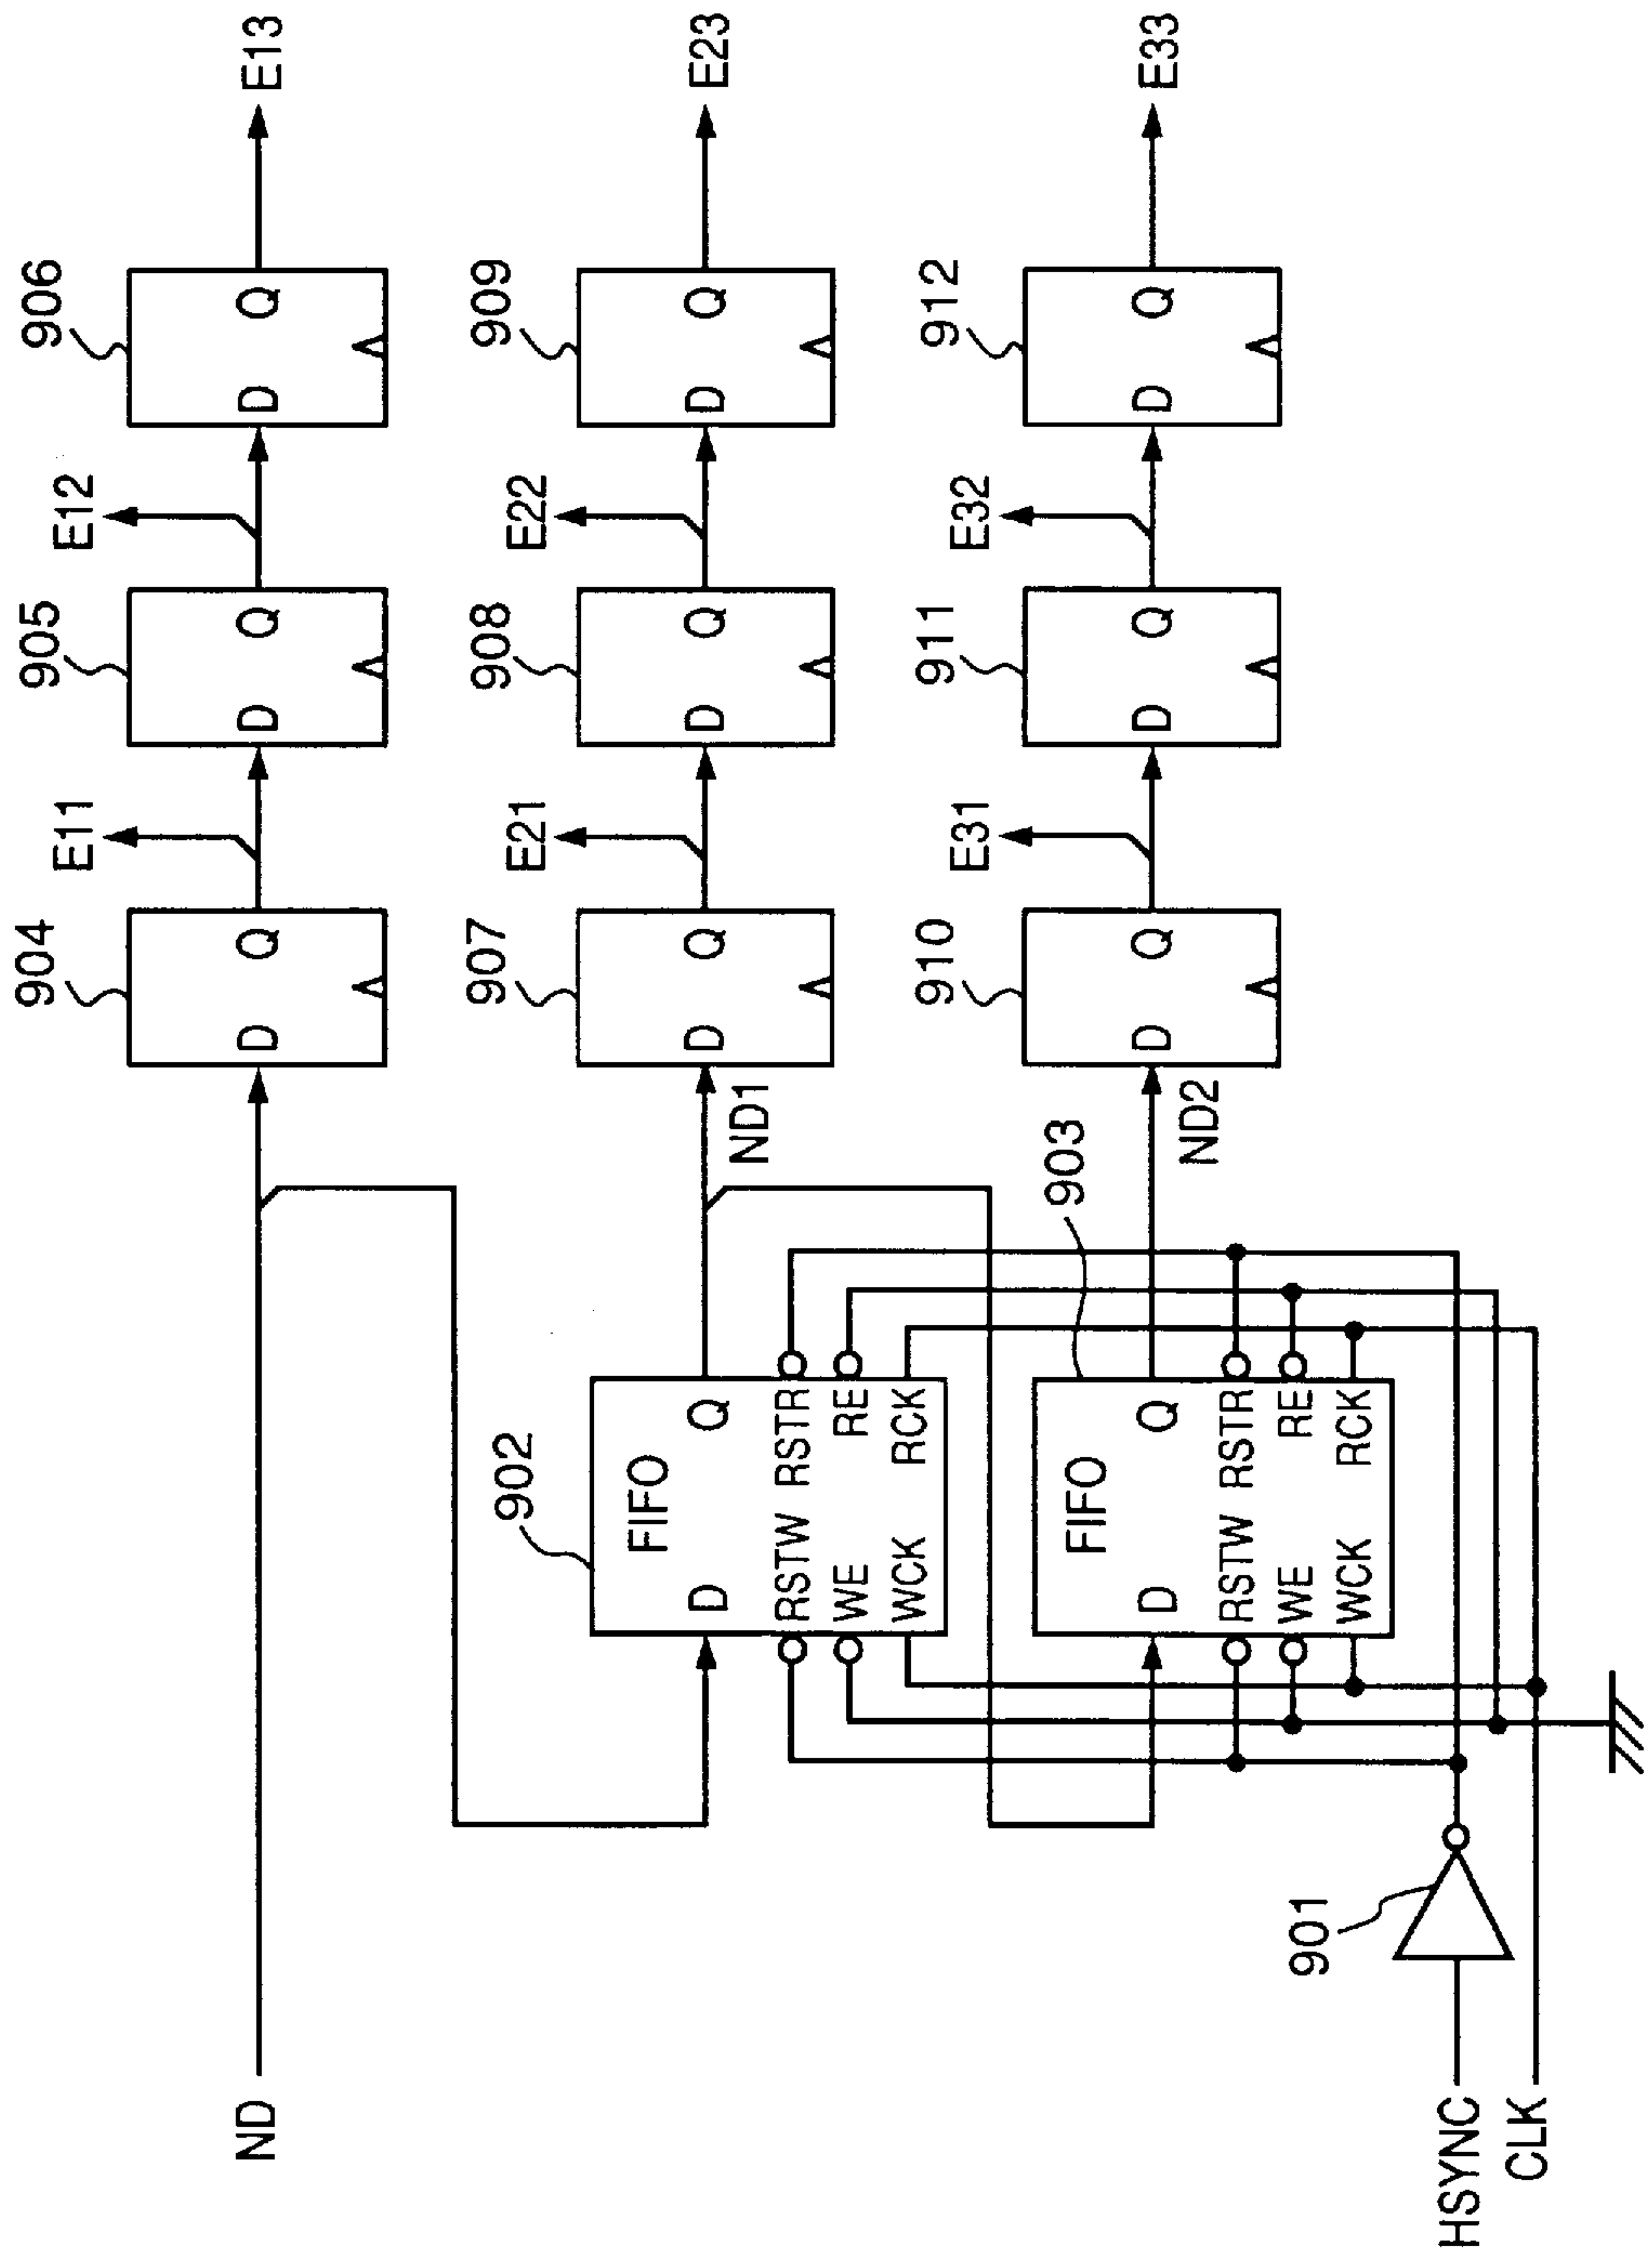 ND
904
D Q
E11
905
D Q
E12
906
D Q
E13
902
FIFO
D Q
RSTW RSTR
WE RE
WCK RCK
ND1
907
D Q
E21
908
D Q
E22
909
D Q
E23
903
FIFO
D Q
RSTW RSTR
WE RE
WCK RCK
ND2
910
D Q
E31
911
D Q
E32
912
D Q
E33
901
HSYNC
CLK